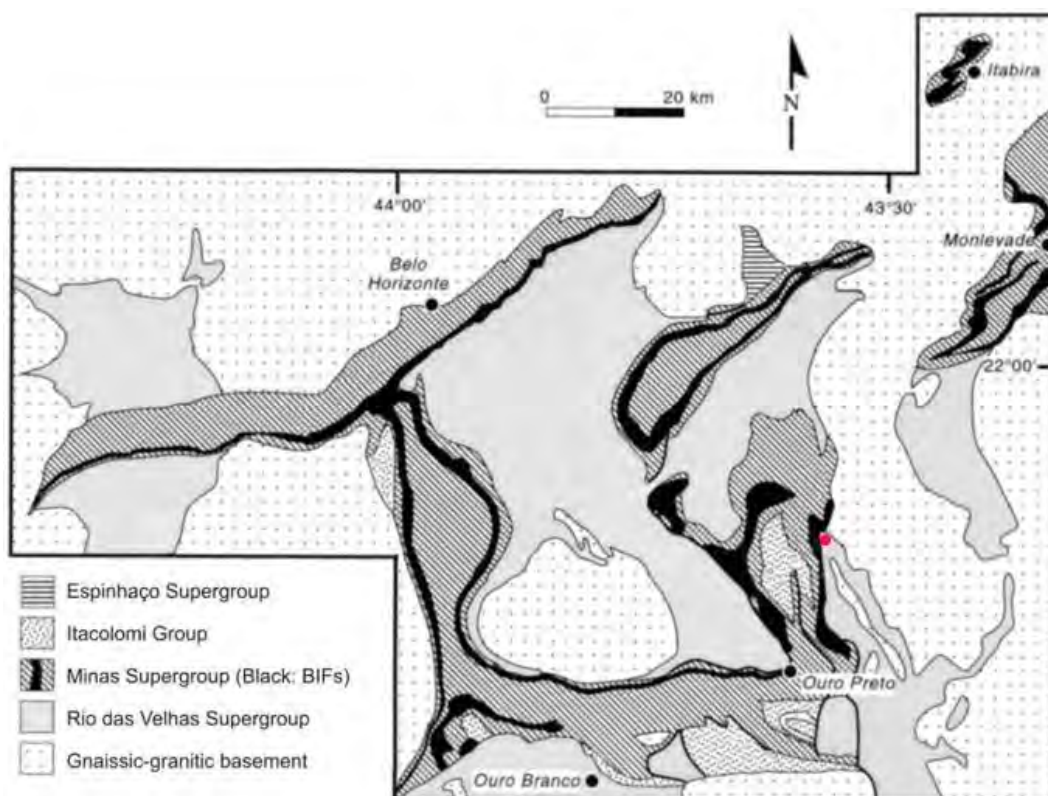 Itabira
0 20 km
N
44°00'
43°30'
Monlevade
Belo
Horizonte
22°00'
Espinhaço Supergroup
Itacolomi Group
Minas Supergroup (Black: BIFs)
Rio das Velhas Supergroup
Gnaissic-granitic basement
Ouro Preto
Ouro Branco